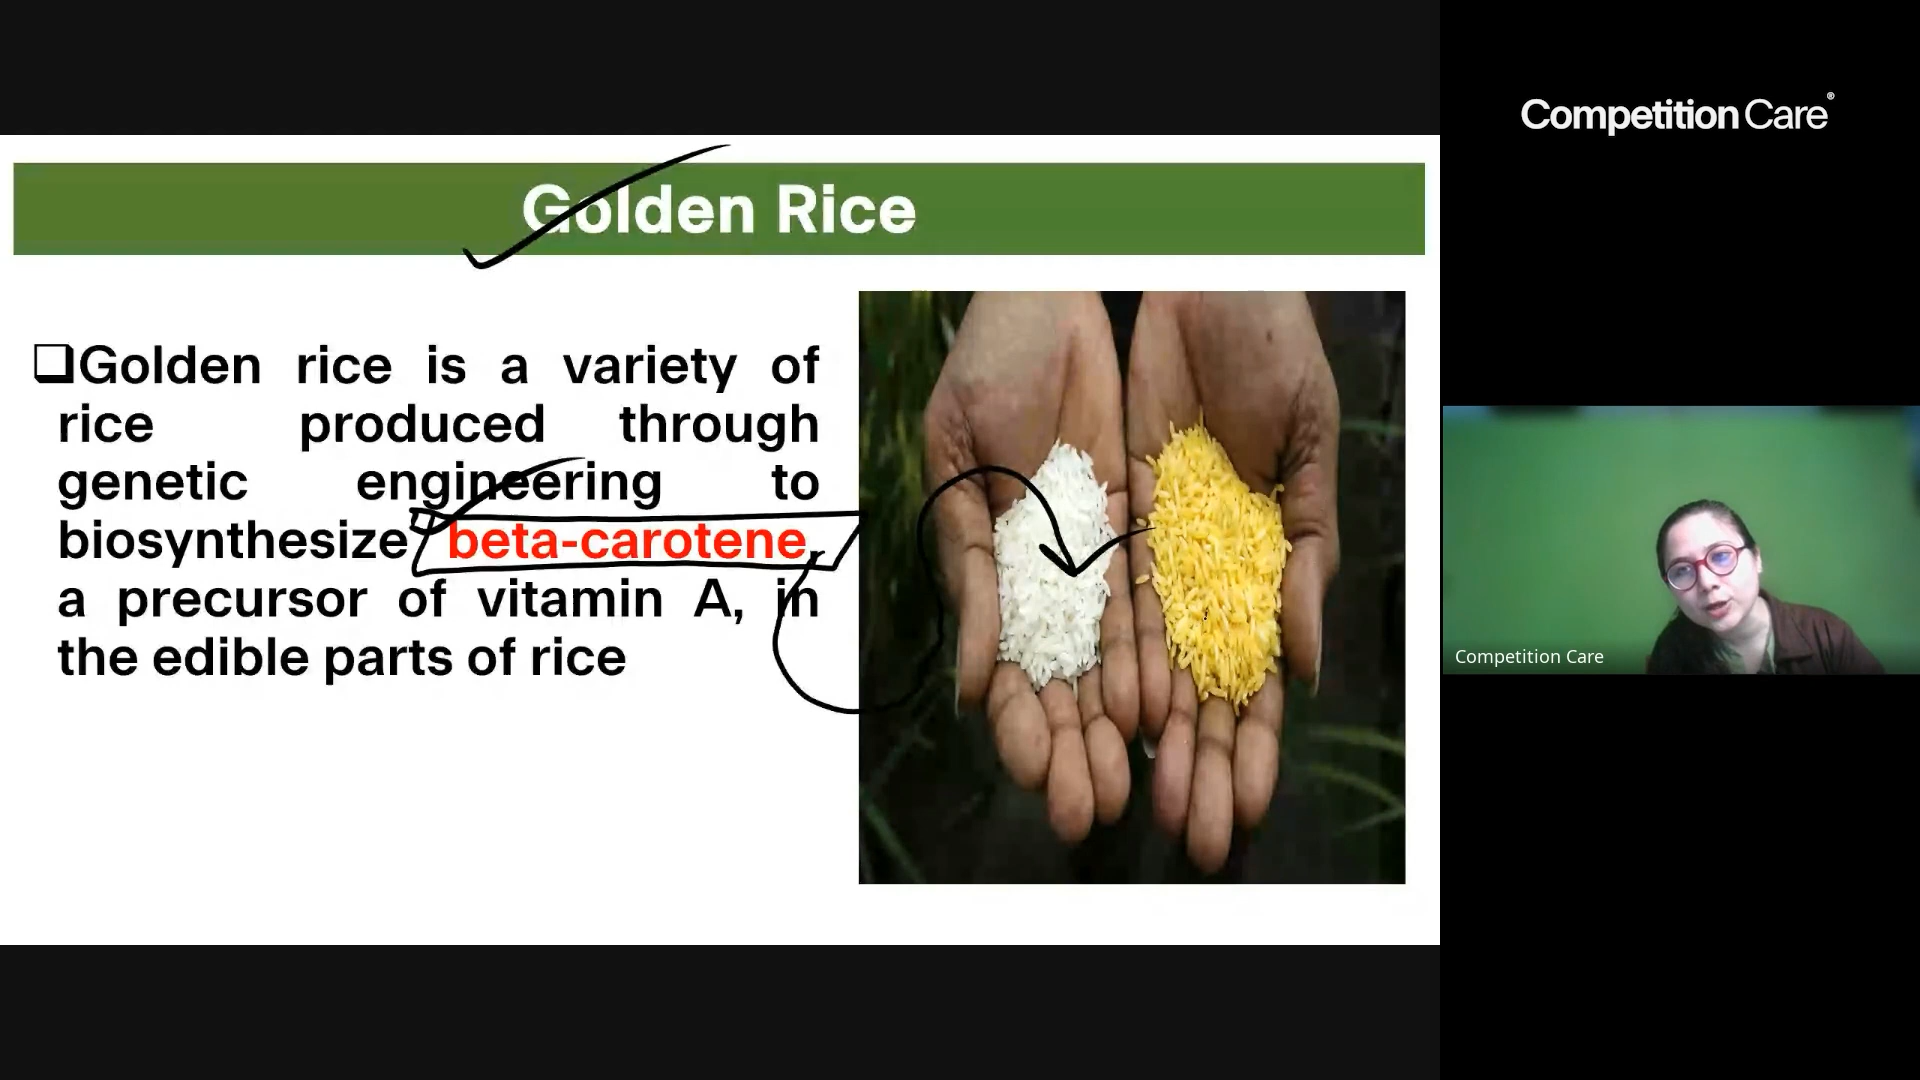 Golden Rice
❑Golden rice is a variety of
rice produced through
genetic engineering to
biosynthesize beta-carotene,
a precursor of vitamin A, in
the edible parts of rice
Competition Care®
Competition Care